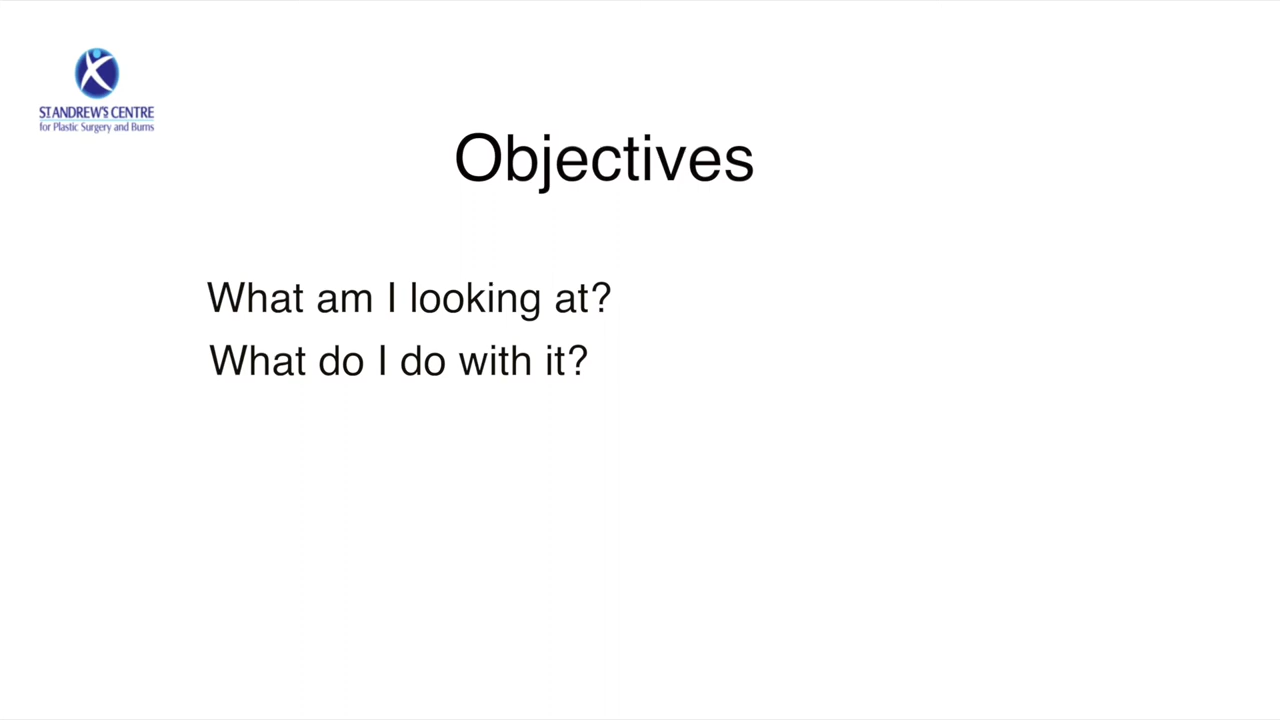 ST ANDREW'S CENTRE
for Plastic Surgery and Burns
Objectives
What am I looking at?
What do I do with it?